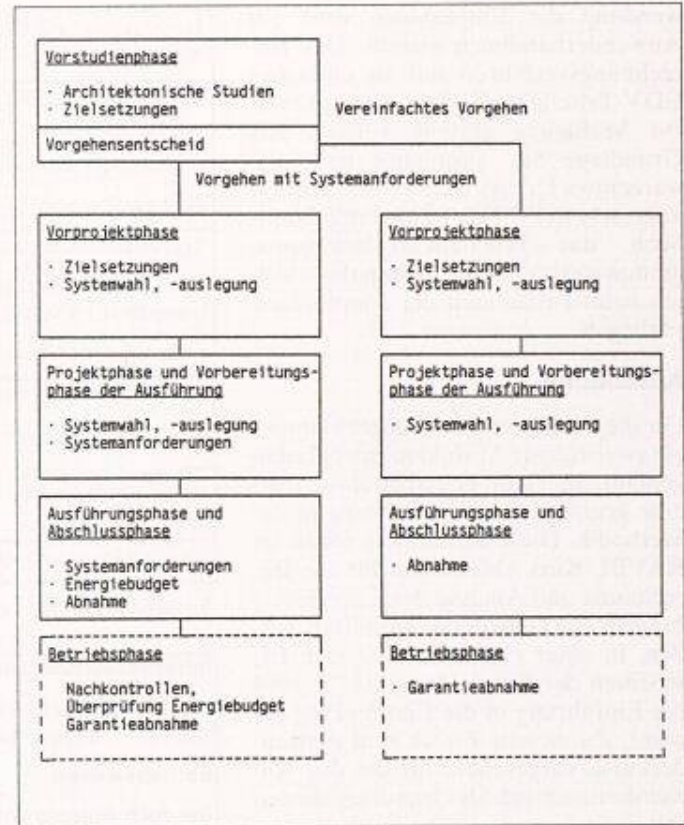 Vorstudienphase
· Architektonische Studien
· Zielsetzungen
Vereinfachtes Vorgehen
Vorgehensentscheid
Vorgehen mit Systemanforderungen
Vorprojektphase
· Zielsetzungen
· Systemwahl, -auslegung
Projektphase und Vorbereitungs-
phase der Ausführung
· Systemwahl, -auslegung
· Systemanforderungen
Ausführungsphase und
Abschlussphase
· Systemanforderungen
· Energiebudget
· Abnahme
Betriebsphase
Nachkontrollen,
Überprüfung Energiebudget
Garantieabnahme
Vorprojektphase
· Zielsetzungen
· Systemwahl, -auslegung
Projektphase und Vorbereitungs-
phase der Ausführung
· Systemwahl, -auslegung
Ausführungsphase und
Abschlussphase
· Abnahme
Betriebsphase
· Garantieabnahme